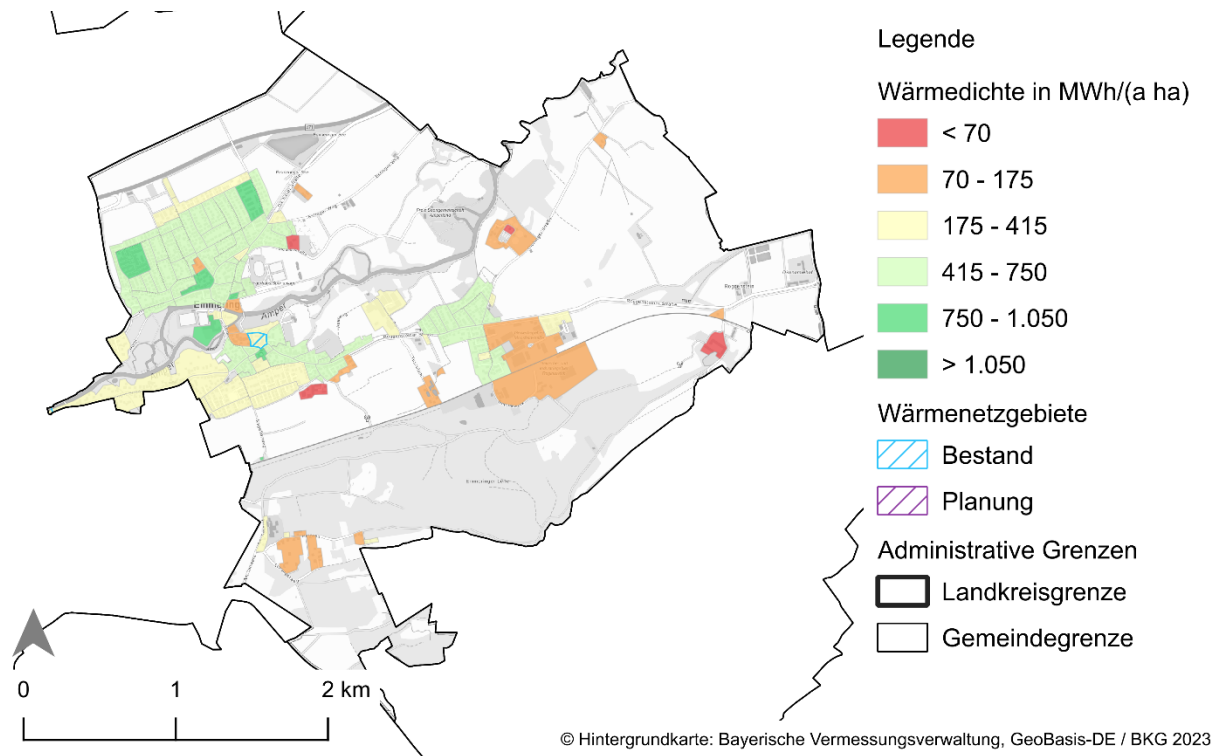 Legende
Wärmedichte in MWh/(a ha)
< 70
70 - 175
175 - 415
415 - 750
750 - 1.050
> 1.050
Wärmenetzgebiete
Bestand
Planung
Administrative Grenzen
Landkreisgrenze
Gemeindegrenze
Amper
0 1 2 km
© Hintergrundkarte: Bayerische Vermessungsverwaltung, GeoBasis-DE / BKG 2023